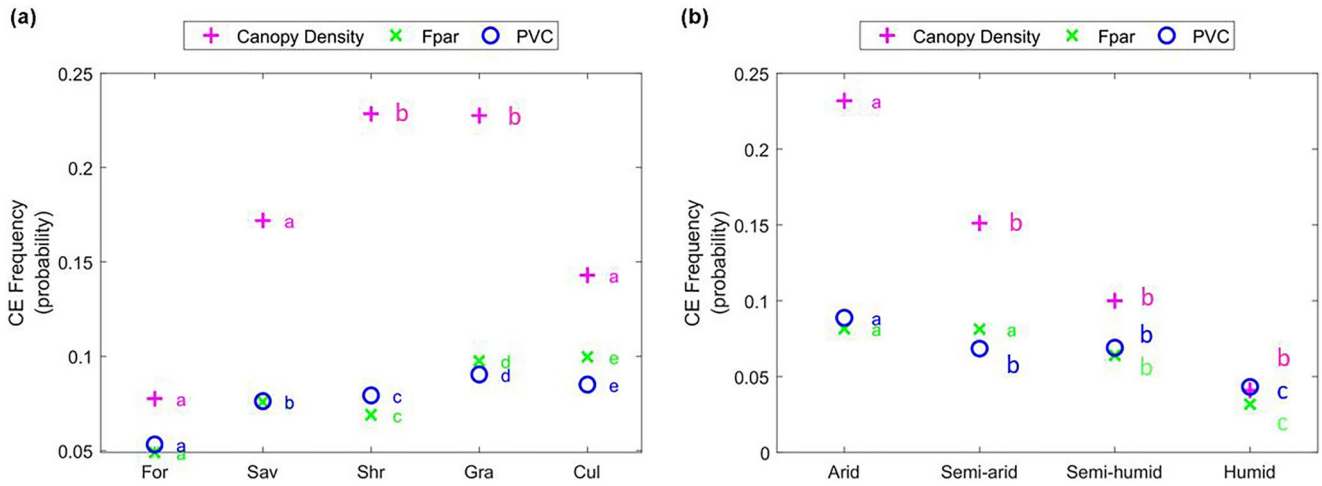 (a)
Canopy Density Fpar PVC
0.25
0.2
0.15
0.1
0.05
CE Frequency
(probability)
a
a
a
a
b
b
c
c
b
d
d
a
e
e
For Sav Shr Gra Cul
(b)
Canopy Density Fpar PVC
0.25
0.2
0.15
0.1
0.05
0
CE Frequency
(probability)
a
a
a
b
a
b
b
b
b
b
c
c
Arid Semi-arid Semi-humid Humid